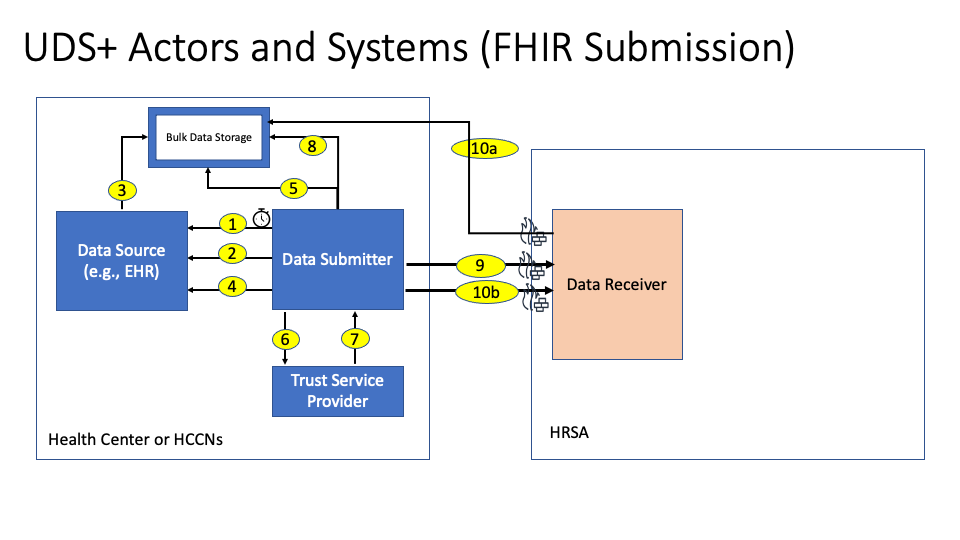 UDS+ Actors and Systems (FHIR Submission)
Bulk Data Storage
8
10a
3
5
1
Data Source
(e.g., EHR)
2
Data Submitter
9
4
10b
Data Receiver
6
7
Trust Service
Provider
Health Center or HCCNs
HRSA